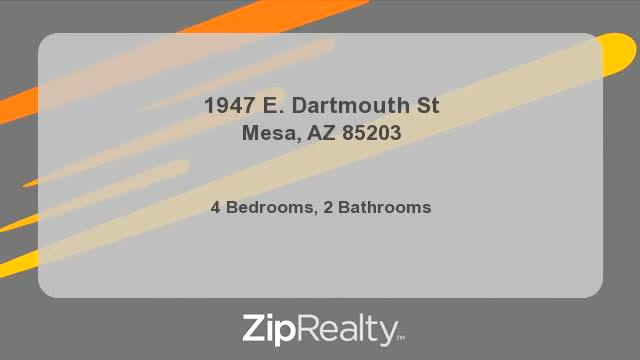 1947 E. Dartmouth St
Mesa, AZ 85203
4 Bedrooms, 2 Bathrooms
ZipRealty™